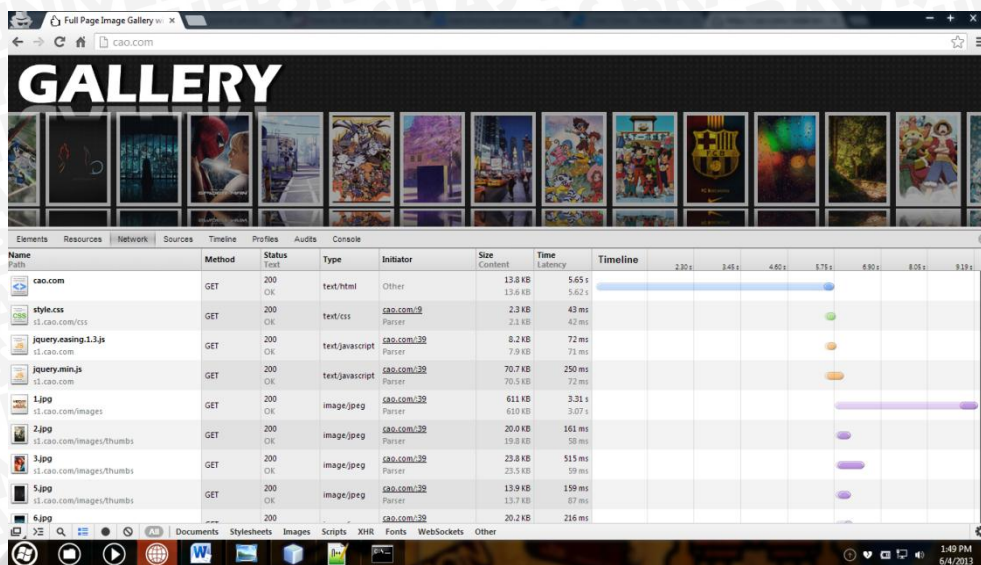 Full Page Image Gallery wi
cao.com
GALLERY
Elements Resources Network Sources Timeline Profiles Audits Console
Name Path Method Status Text Type Initiator Size Content Time Latency Timeline 2.30 s 3.45 s 4.60 s 5.75 s 6.90 s 8.05 s 9.19 s
cao.com GET 200 OK text/html Other 13.8 KB 13.6 KB 5.65 s 5.62 s
style.css s1.cao.com/css GET 200 OK text/css cao.com/:9 Parser 2.3 KB 2.1 KB 43 ms 42 ms
jquery.easing.1.3.js s1.cao.com GET 200 OK text/javascript cao.com/:39 Parser 8.2 KB 7.9 KB 72 ms 71 ms
jquery.min.js s1.cao.com GET 200 OK text/javascript cao.com/:39 Parser 70.7 KB 70.5 KB 250 ms 72 ms
1.jpg s1.cao.com/images GET 200 OK image/jpeg cao.com/:39 Parser 611 KB 610 KB 3.31 s 3.07 s
2.jpg s1.cao.com/images/thumbs GET 200 OK image/jpeg cao.com/:39 Parser 20.0 KB 19.8 KB 161 ms 58 ms
3.jpg s1.cao.com/images/thumbs GET 200 OK image/jpeg cao.com/:39 Parser 23.8 KB 23.5 KB 515 ms 59 ms
5.jpg s1.cao.com/images/thumbs GET 200 OK image/jpeg cao.com/:39 Parser 13.9 KB 13.7 KB 159 ms 87 ms
6.jpg 200 cao.com/:39 20.2 KB 216 ms
All Documents Stylesheets Images Scripts XHR Fonts WebSockets Other
1:49 PM
6/4/2013